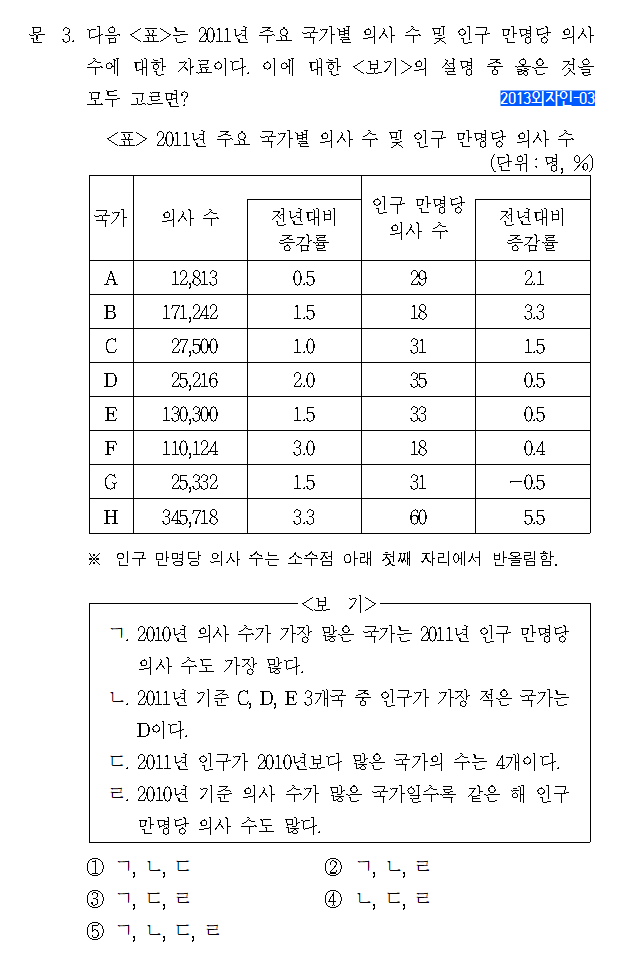 문 3. 다음 <표>는 2011년 주요 국가별 의사 수 및 인구 만명당 의사
수에 대한 자료이다. 이에 대한 <보기>의 설명 중 옳은 것을
모두 고르면?
2013외자인-03
<표> 2011년 주요 국가별 의사 수 및 인구 만명당 의사 수
(단위 : 명, %)
국가 의사 수 전년대비 증감률 인구 만명당 의사 수 전년대비 증감률
A 12,813 0.5 29 2.1
B 171,242 1.5 18 3.3
C 27,500 1.0 31 1.5
D 25,216 2.0 35 0.5
E 130,300 1.5 33 0.5
F 110,124 3.0 18 0.4
G 25,332 1.5 31 -0.5
H 345,718 3.3 60 5.5
※ 인구 만명당 의사 수는 소수점 아래 첫째 자리에서 반올림함.
<보 기>
ㄱ. 2010년 의사 수가 가장 많은 국가는 2011년 인구 만명당
의사 수도 가장 많다.
ㄴ. 2011년 기준 C, D, E 3개국 중 인구가 가장 적은 국가는
D이다.
ㄷ. 2011년 인구가 2010년보다 많은 국가의 수는 4개이다.
ㄹ. 2010년 기준 의사 수가 많은 국가일수록 같은 해 인구
만명당 의사 수도 많다.
① ㄱ, ㄴ, ㄷ ② ㄱ, ㄴ, ㄹ
③ ㄱ, ㄷ, ㄹ ④ ㄴ, ㄷ, ㄹ
⑤ ㄱ, ㄴ, ㄷ, ㄹ